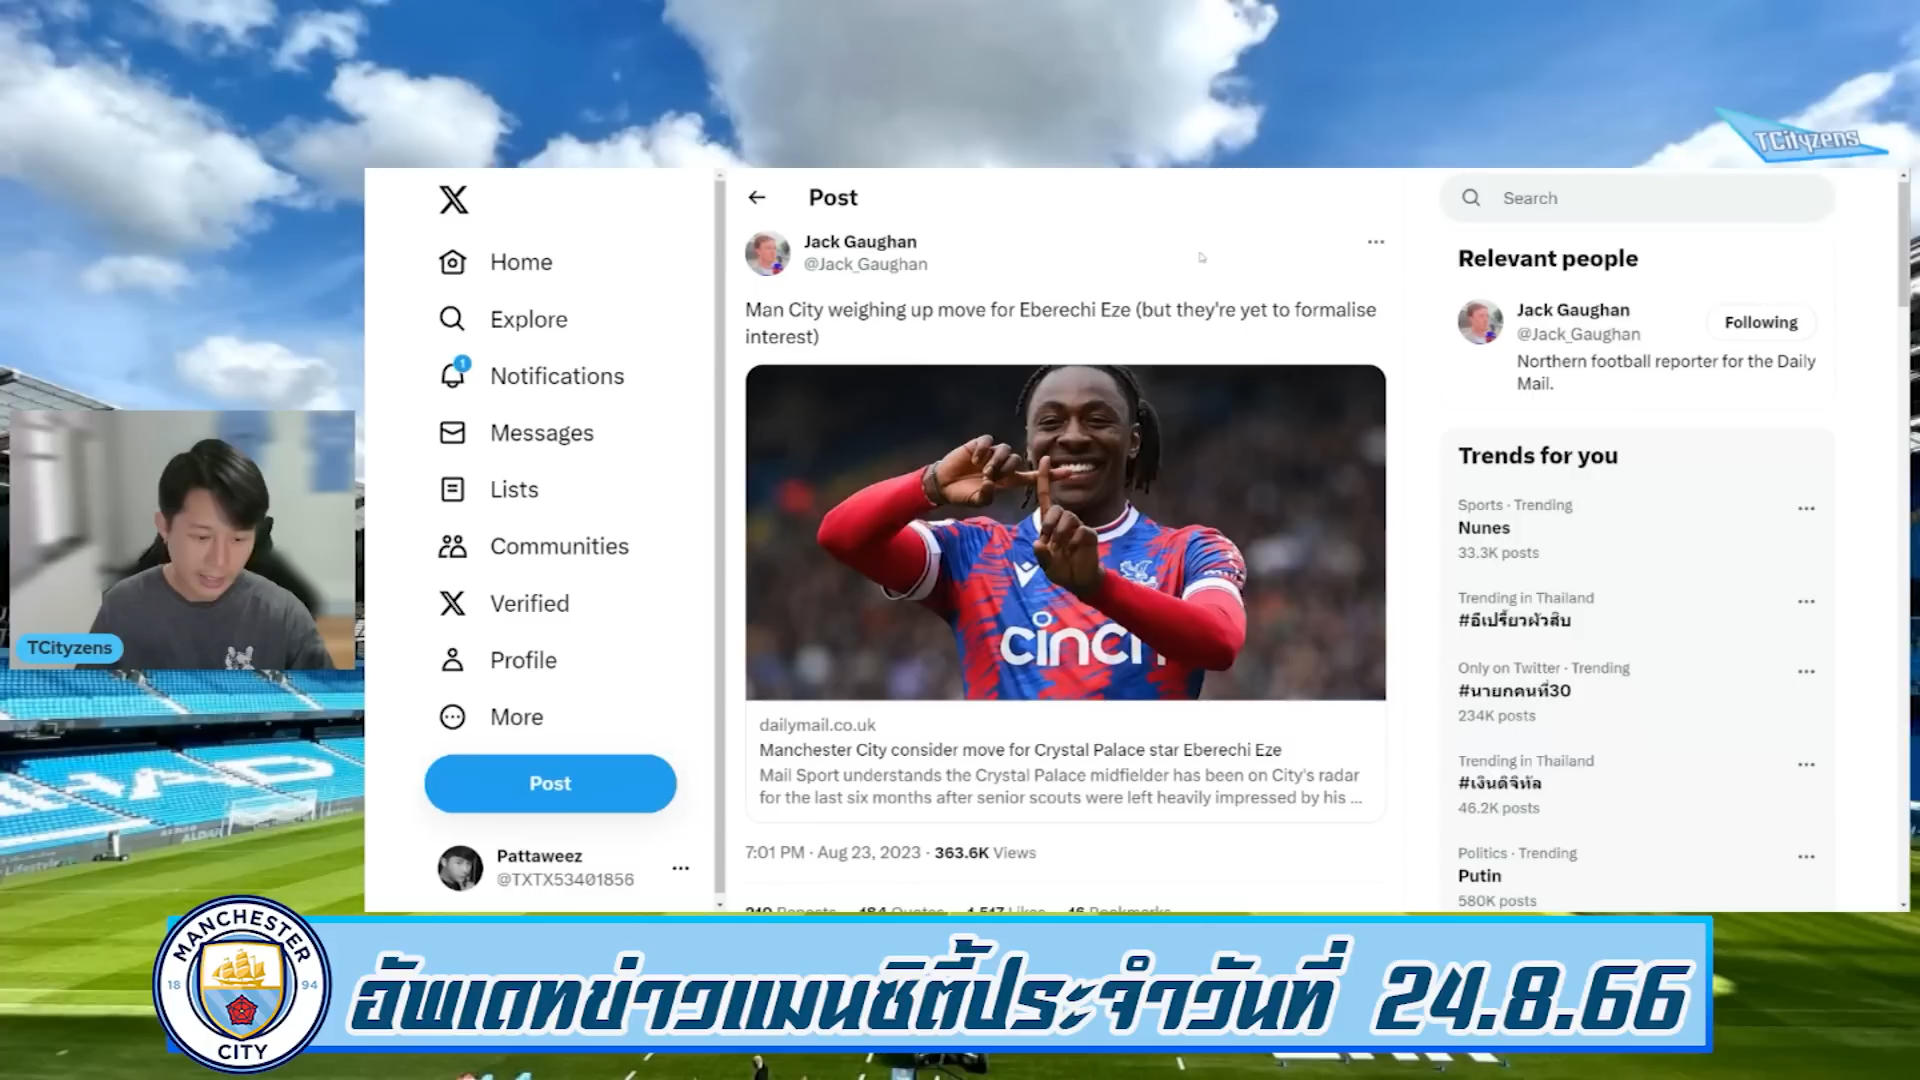 TCityzens
X
Home
Explore
1
Notifications
Messages
Lists
Communities
Verified
Profile
More
Post
Pattaweez
@TXTX53401856
Post
Jack Gaughan
@Jack_Gaughan
Man City weighing up move for Eberechi Eze (but they're yet to formalise
interest)
cinch
dailymail.co.uk
Manchester City consider move for Crystal Palace star Eberechi Eze
Mail Sport understands the Crystal Palace midfielder has been on City's radar
for the last six months after senior scouts were left heavily impressed by his ...
7:01 PM · Aug 23, 2023 · 363.6K Views
Search
Relevant people
Jack Gaughan
@Jack_Gaughan
Following
Northern football reporter for the Daily
Mail.
Trends for you
Sports · Trending
Nunes
33.3K posts
Trending in Thailand
#อีเปรี้ยวผัวสิบ
Only on Twitter · Trending
#นายกคนที่30
234K posts
Trending in Thailand
#เงินดิจิทัล
46.2K posts
Politics · Trending
Putin
580K posts
TCityzens
MANCHESTER
18 94
CITY
อัพเดทข่าวแมนซิตี้ประจำวันที่ 24.8.66